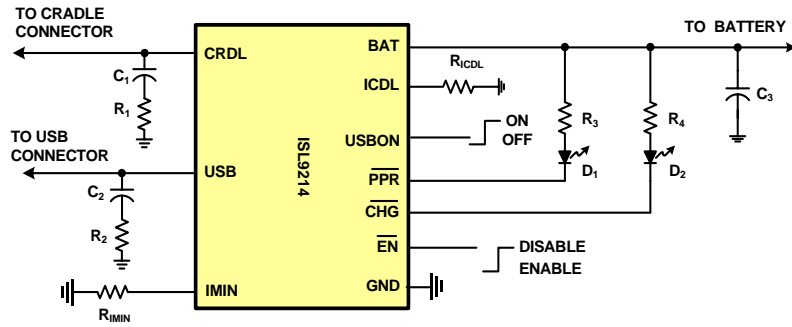 TO CRADLE
CONNECTOR
TO BATTERY
CRDL
BAT
C1
R1
ICDL
RICDL
R3
R4
C3
TO USB
CONNECTOR
USBON
ON
OFF
ISL9214
USB
PPR
D1
D2
C2
R2
CHG
EN
DISABLE
ENABLE
IMIN
GND
RIMIN